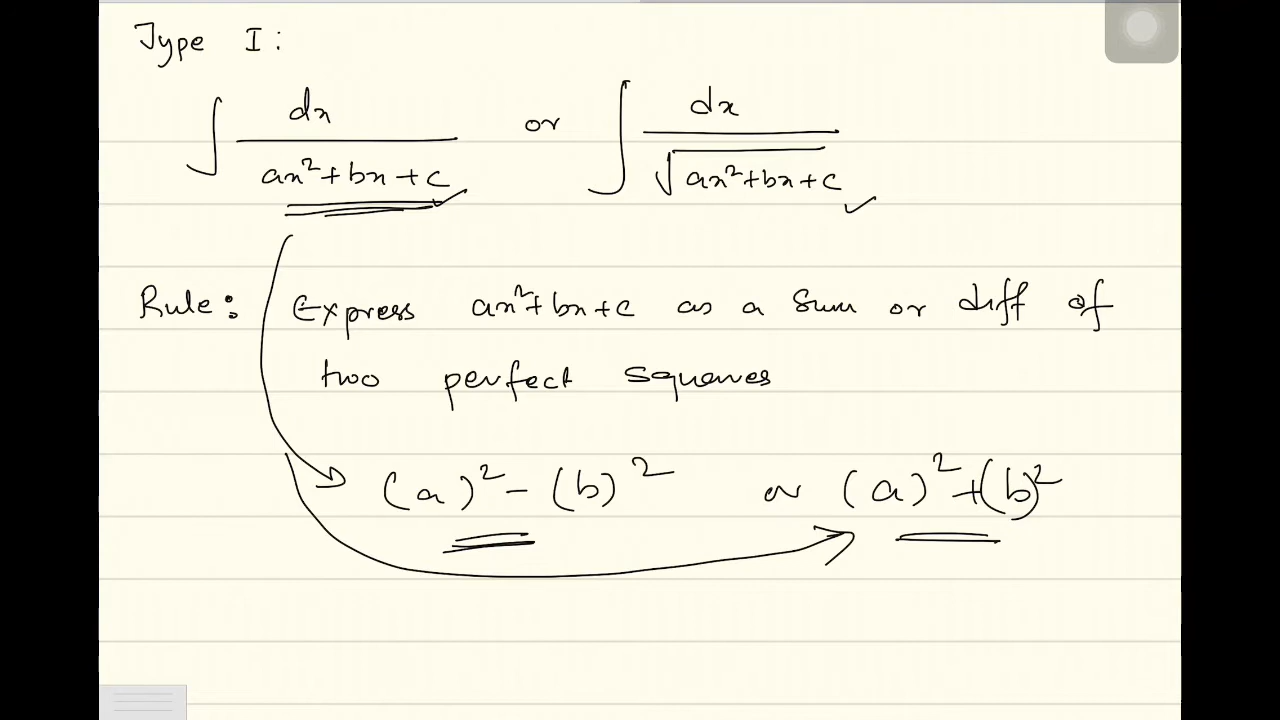 Type I:
∫ dx / (ax²+bx+c) or ∫ dx / √(ax²+bx+c)
Rule: Express ax²+bx+c as a sum or diff of
two perfect squares
(a)² - (b)² or (a)² + (b)²